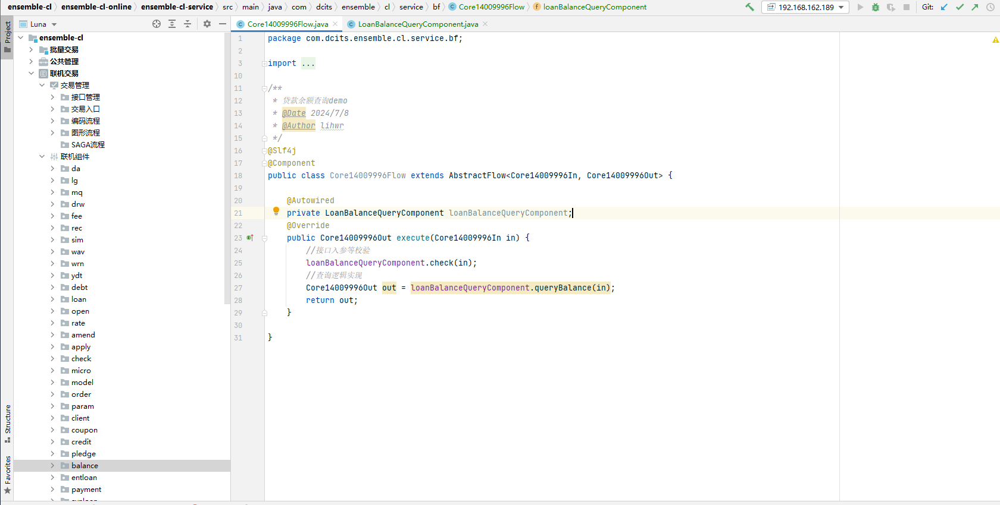 ensemble-cl ensemble-cl-online ensemble-cl-service src main java com dcits ensemble cl service bf Core14009996Flow loanBalanceQueryComponent 192.168.162.189 Git:
Project
Luna
Core14009996Flow.java LoanBalanceQueryComponent.java
ensemble-cl
批量交易
公共管理
联机交易
交易管理
接口管理
交易入口
编码流程
图形流程
SAGA流程
联机组件
da
lg
mq
drw
fee
rec
sim
wav
wrn
ydt
debt
loan
open
rate
amend
apply
check
micro
model
order
param
client
coupon
credit
pledge
balance
entloan
payment
Structure
Favorites
1 package com.dcits.ensemble.cl.service.bf;
2
3 import ...
10
11 /**
12 * 贷款余额查询demo
13 * @Date 2024/7/8
14 * @Author lihwr
15 */
16 @Slf4j
17 @Component
18 public class Core14009996Flow extends AbstractFlow<Core14009996In, Core14009996Out> {
19
20 @Autowired
21 private LoanBalanceQueryComponent loanBalanceQueryComponent;
22 @Override
23 public Core14009996Out execute(Core14009996In in) {
24 //接口入参等校验
25 loanBalanceQueryComponent.check(in);
26 //查询逻辑实现
27 Core14009996Out out = loanBalanceQueryComponent.queryBalance(in);
28 return out;
29 }
30
31 }